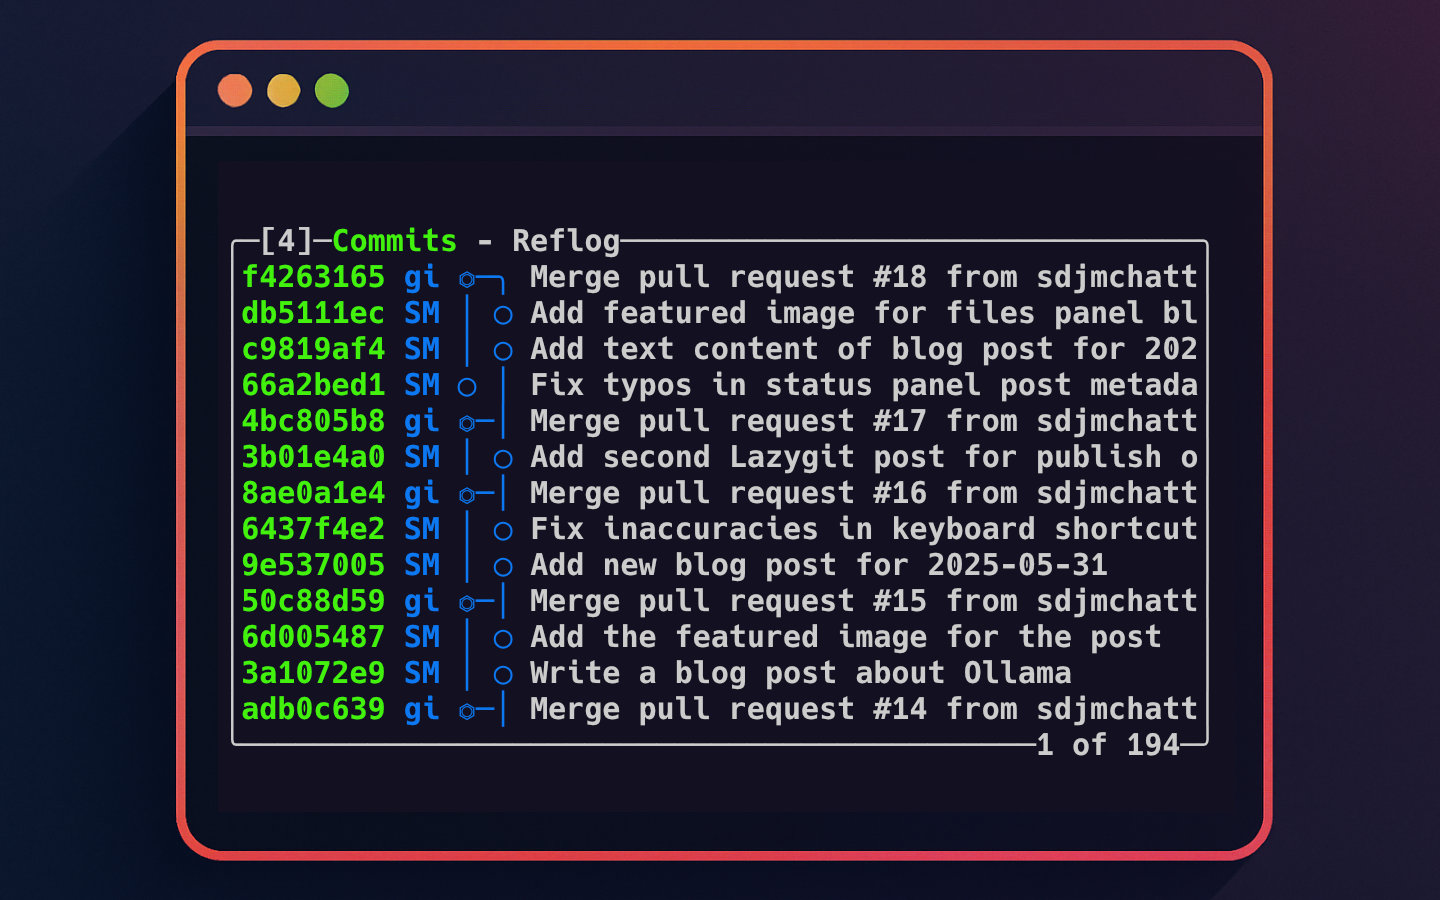 [4] Commits - Reflog
f4263165 gi Merge pull request #18 from sdjmchatt
db5111ec SM Add featured image for files panel bl
c9819af4 SM Add text content of blog post for 202
66a2bed1 SM Fix typos in status panel post metada
4bc805b8 gi Merge pull request #17 from sdjmchatt
3b01e4a0 SM Add second Lazygit post for publish o
8ae0a1e4 gi Merge pull request #16 from sdjmchatt
6437f4e2 SM Fix inaccuracies in keyboard shortcut
9e537005 SM Add new blog post for 2025-05-31
50c88d59 gi Merge pull request #15 from sdjmchatt
6d005487 SM Add the featured image for the post
3a1072e9 SM Write a blog post about Ollama
adb0c639 gi Merge pull request #14 from sdjmchatt
1 of 194